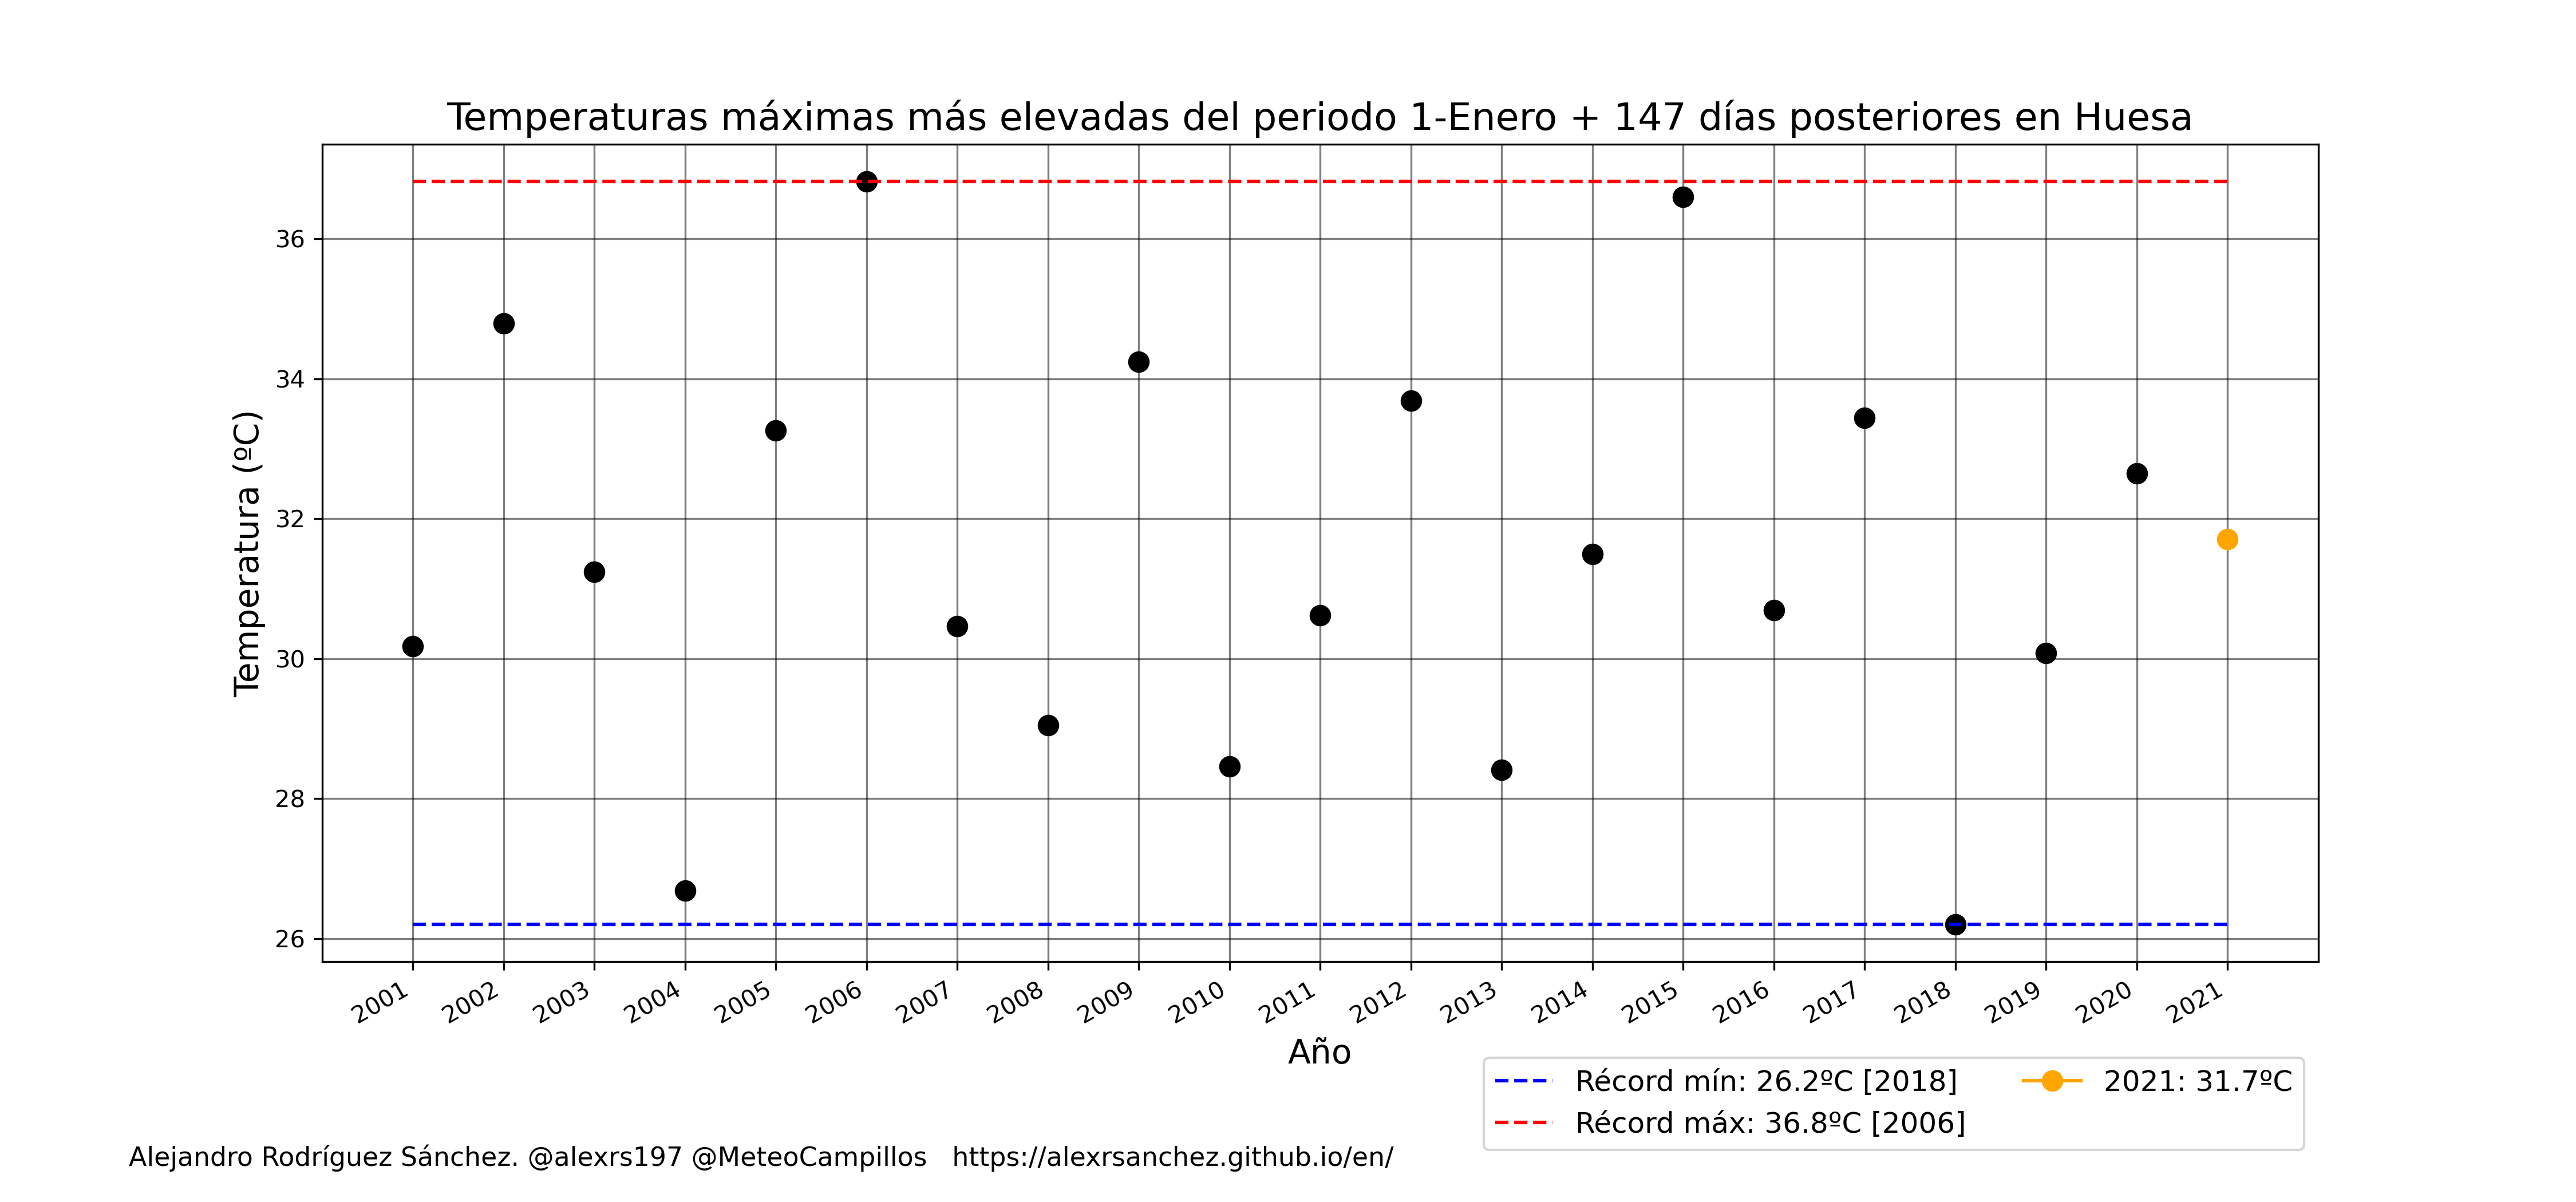 Temperaturas máximas más elevadas del periodo 1-Enero + 147 días posteriores en Huesa
Temperatura (ºC)
36
34
32
30
28
26
2001 2002 2003 2004 2005 2006 2007 2008 2009 2010 2011 2012 2013 2014 2015 2016 2017 2018 2019 2020 2021
Año
Récord mín: 26.2ºC [2018]
Récord máx: 36.8ºC [2006]
2021: 31.7ºC
Alejandro Rodríguez Sánchez. @alexrs197 @MeteoCampillos https://alexrsanchez.github.io/en/